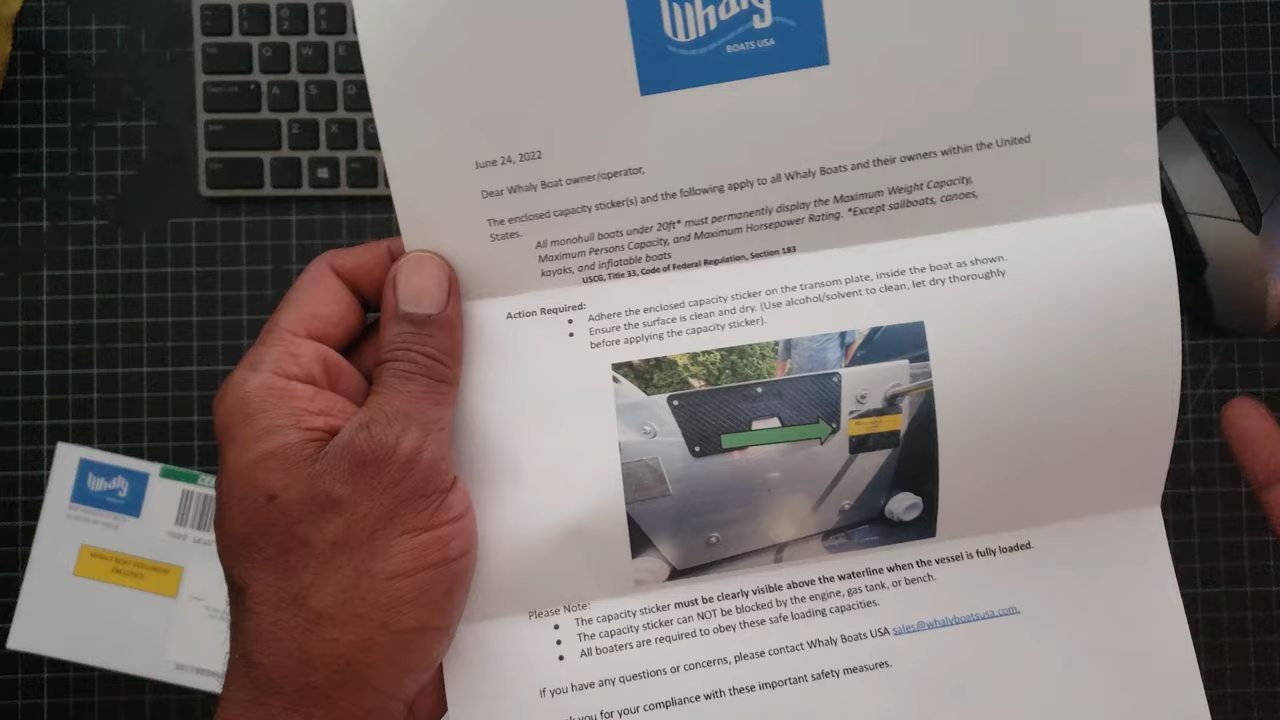 Whaly
BOATS USA
June 24, 2022
Dear Whaly Boat owner/operator,
The enclosed capacity sticker(s) and the following apply to all Whaly Boats and their owners within the United
States.
All monohull boats under 20ft* must permanently display the Maximum Weight Capacity,
Maximum Persons Capacity, and Maximum Horsepower Rating. *Except sailboats, canoes,
kayaks, and inflatable boats
USCG, Title 33, Code of Federal Regulation, Section 183
Action Required:
• Adhere the enclosed capacity sticker on the transom plate, inside the boat as shown.
• Ensure the surface is clean and dry. (Use alcohol/solvent to clean, let dry thoroughly
before applying the capacity sticker).
Please Note:
• The capacity sticker must be clearly visible above the waterline when the vessel is fully loaded.
• The capacity sticker can NOT be blocked by the engine, gas tank, or bench.
• All boaters are required to obey these safe loading capacities.
If you have any questions or concerns, please contact Whaly Boats USA sales@whalyboatsusa.com.
you for your compliance with these important safety measures.
Whaly
CE
WHALY BOAT DOCUMENT
ENCLOSED
Q W E
A S D
Z X C